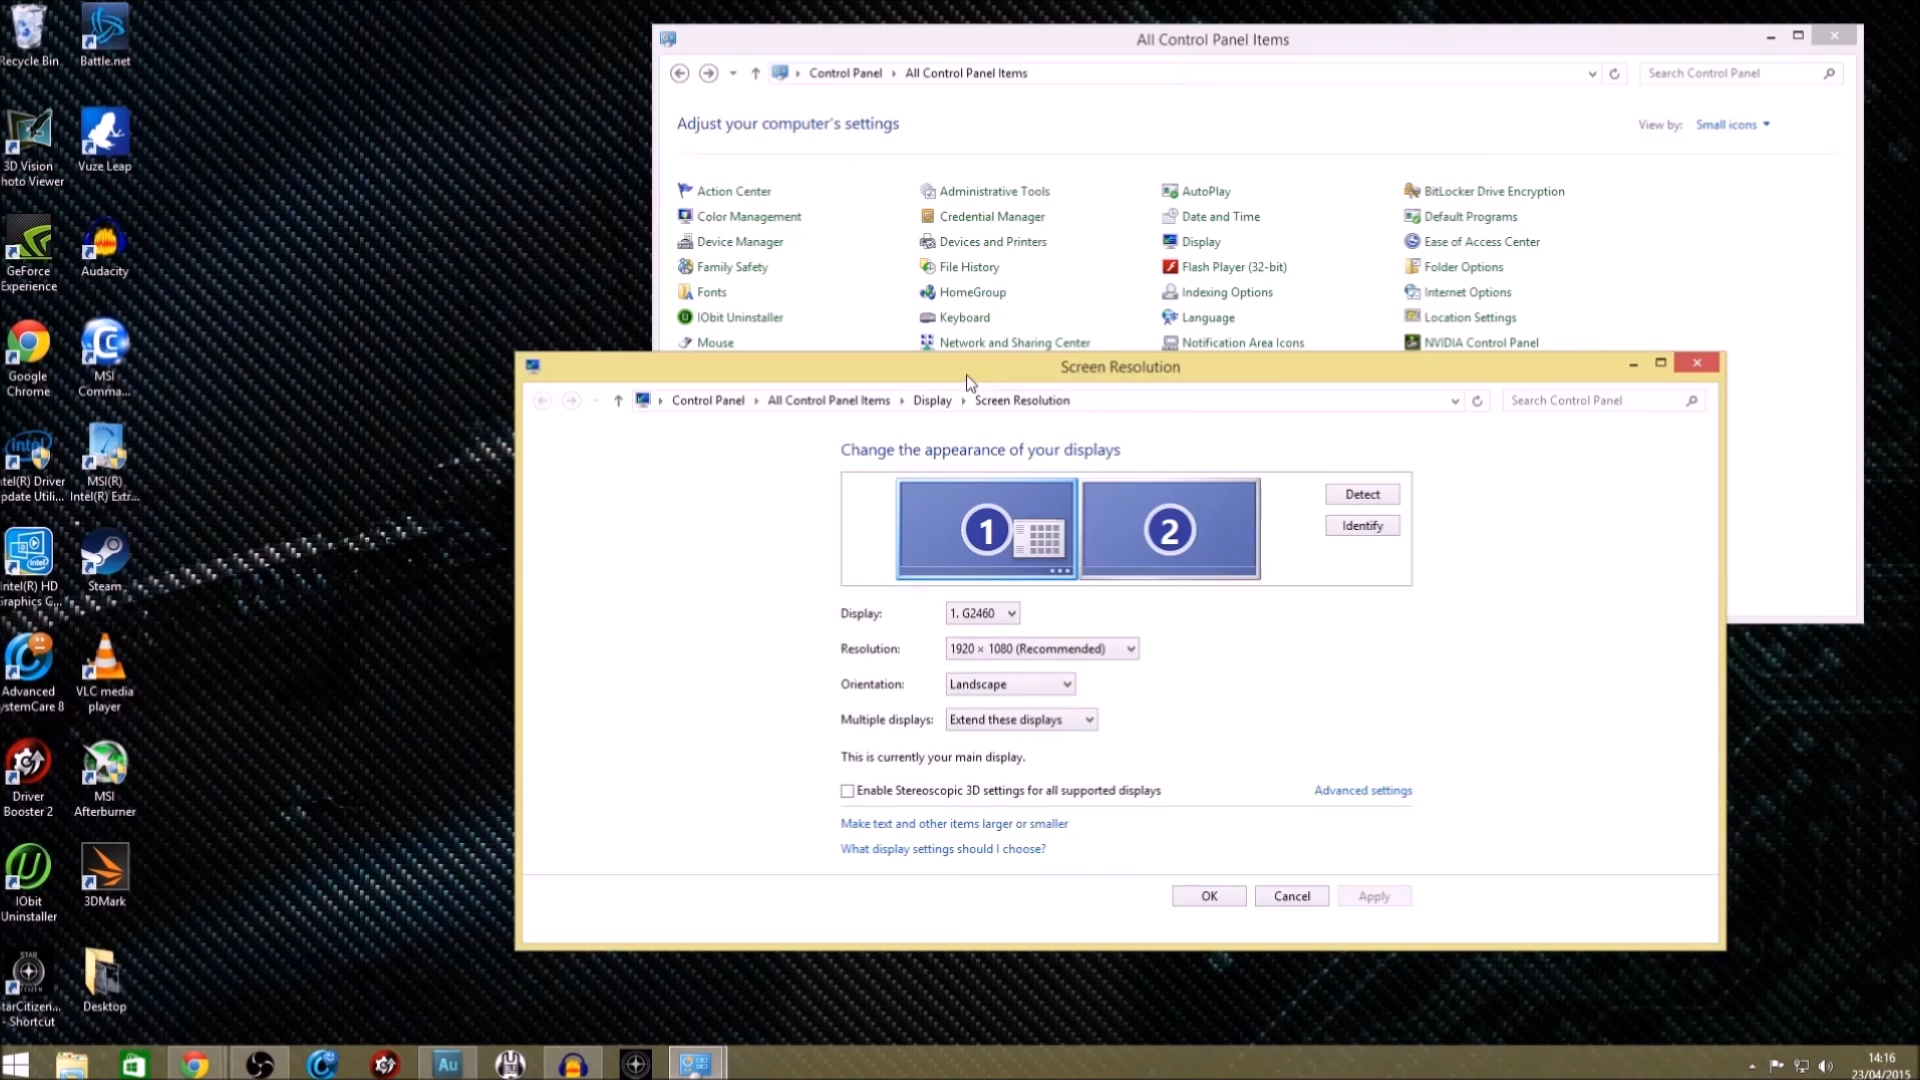 Recycle Bin
Battle.net
3D Vision
hoto Viewer
Vuze Leap
GeForce
Experience
Audacity
Google
Chrome
MSI
Comma...
ntel(R) Driver
pdate Utili...
MSI(R)
Intel(R) Extr...
Intel(R) HD
Graphics C...
Steam
Advanced
ystemCare 8
VLC media
player
Driver
Booster 2
MSI
Afterburner
IObit
Uninstaller
3DMark
StarCitizen...
- Shortcut
Desktop
All Control Panel Items
Control Panel
All Control Panel Items
Search Control Panel
Adjust your computer's settings
View by: Small icons
Action Center
Administrative Tools
AutoPlay
BitLocker Drive Encryption
Color Management
Credential Manager
Date and Time
Default Programs
Device Manager
Devices and Printers
Display
Ease of Access Center
Family Safety
File History
Flash Player (32-bit)
Folder Options
Fonts
HomeGroup
Indexing Options
Internet Options
IObit Uninstaller
Keyboard
Language
Location Settings
Mouse
Network and Sharing Center
Notification Area Icons
NVIDIA Control Panel
Screen Resolution
Control Panel
All Control Panel Items
Display
Screen Resolution
Search Control Panel
Change the appearance of your displays
1
2
Detect
Identify
Display: 1. G2460
Resolution: 1920 × 1080 (Recommended)
Orientation: Landscape
Multiple displays: Extend these displays
This is currently your main display.
Enable Stereoscopic 3D settings for all supported displays
Advanced settings
Make text and other items larger or smaller
What display settings should I choose?
OK
Cancel
Apply
Au
14:16
23/04/2015